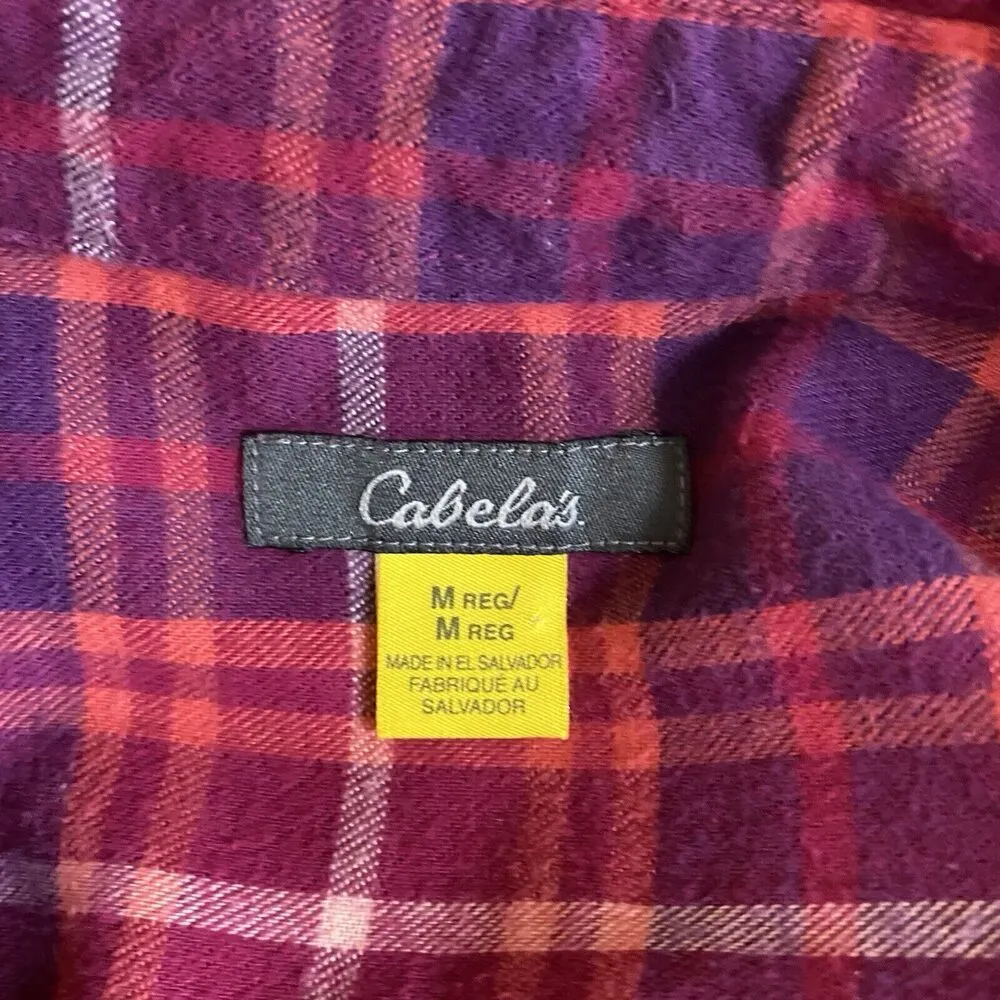 Cabela's.
M REG/
M REG
MADE IN EL SALVADOR
FABRIQUÉ AU
SALVADOR